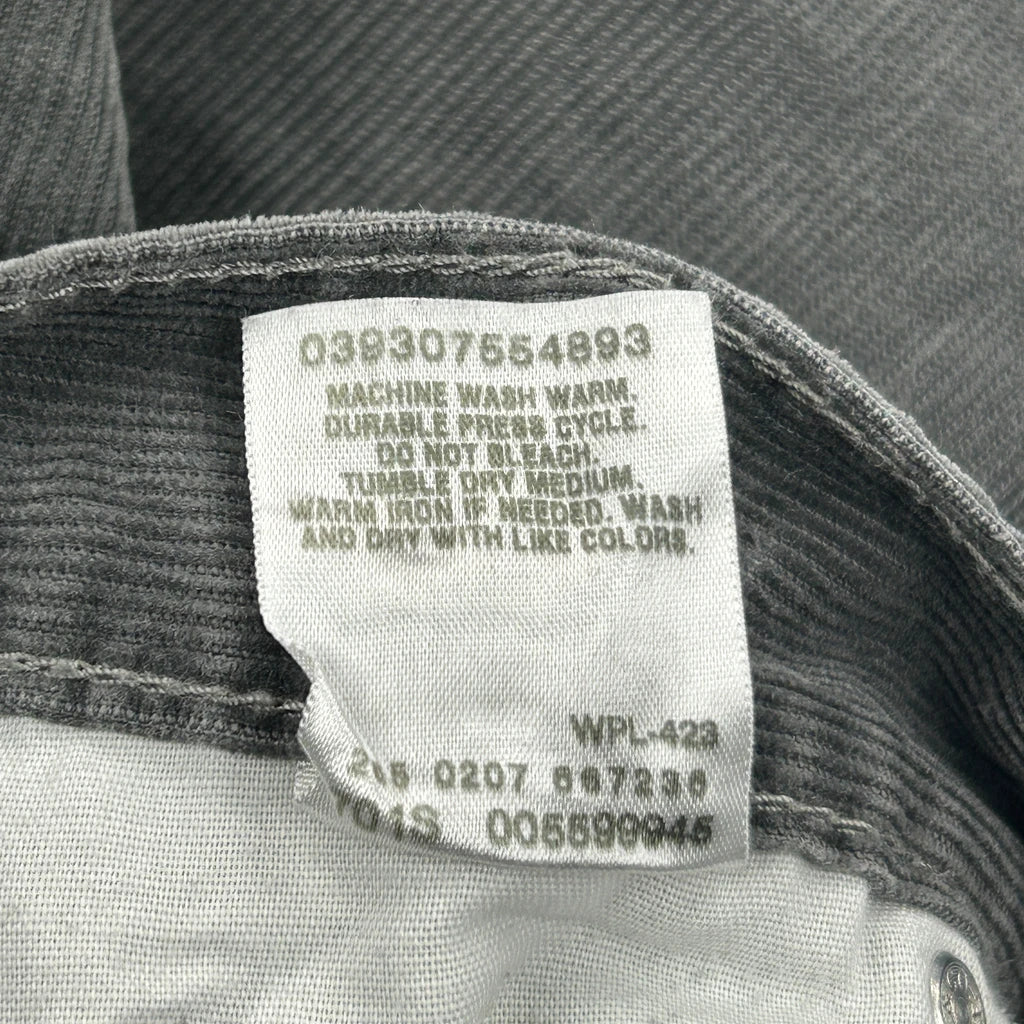 039307554893
MACHINE WASH WARM.
DURABLE PRESS CYCLE.
DO NOT BLEACH.
TUMBLE DRY MEDIUM.
WARM IRON IF NEEDED. WASH
AND DRY WITH LIKE COLORS.
WPL-423
0207 667236